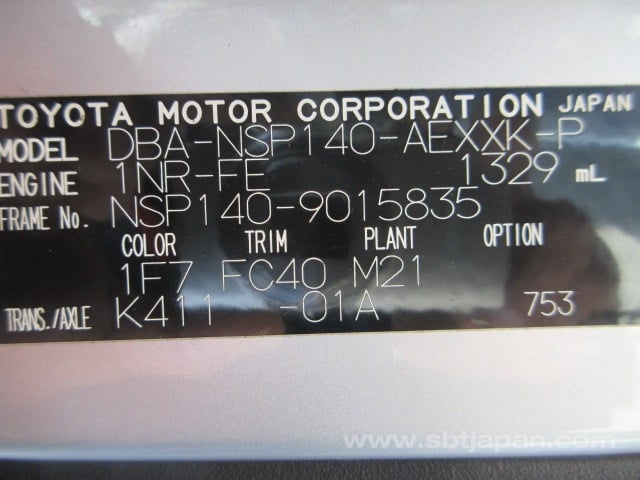 TOYOTA MOTOR CORPORATION JAPAN
MODEL DBA-NSP140-AEXXK-P
ENGINE 1NR-FE 1329 mL
FRAME No. NSP140-9015835
COLOR TRIM PLANT OPTION
1F7 FC40 M21
TRANS./AXLE K411 -01A 753
www.sbtjapan.com